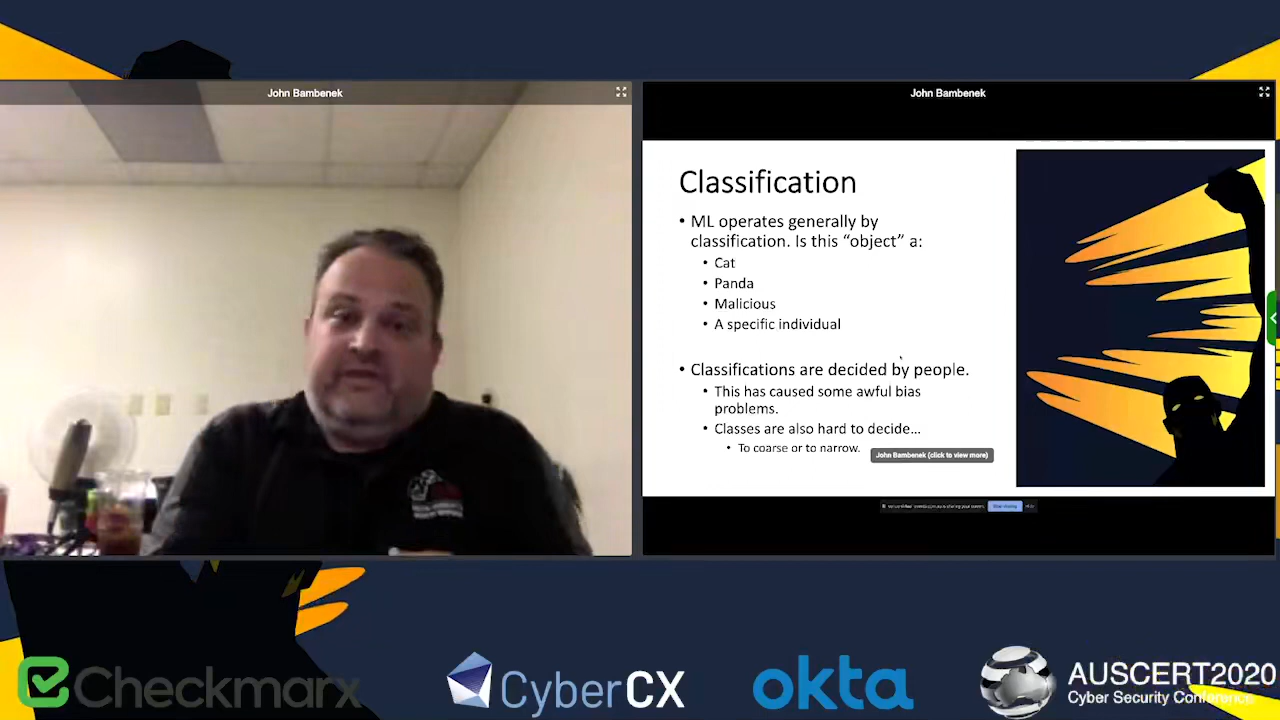 John Bambenek
John Bambenek
Classification
• ML operates generally by
classification. Is this “object” a:
• Cat
• Panda
• Malicious
• A specific individual
• Classifications are decided by people.
• This has caused some awful bias
problems.
• Classes are also hard to decide…
• To coarse or to narrow.
John Bambenek (click to view more)
Checkmarx
CyberCX
okta
AUSCERT2020
Cyber Security Conference